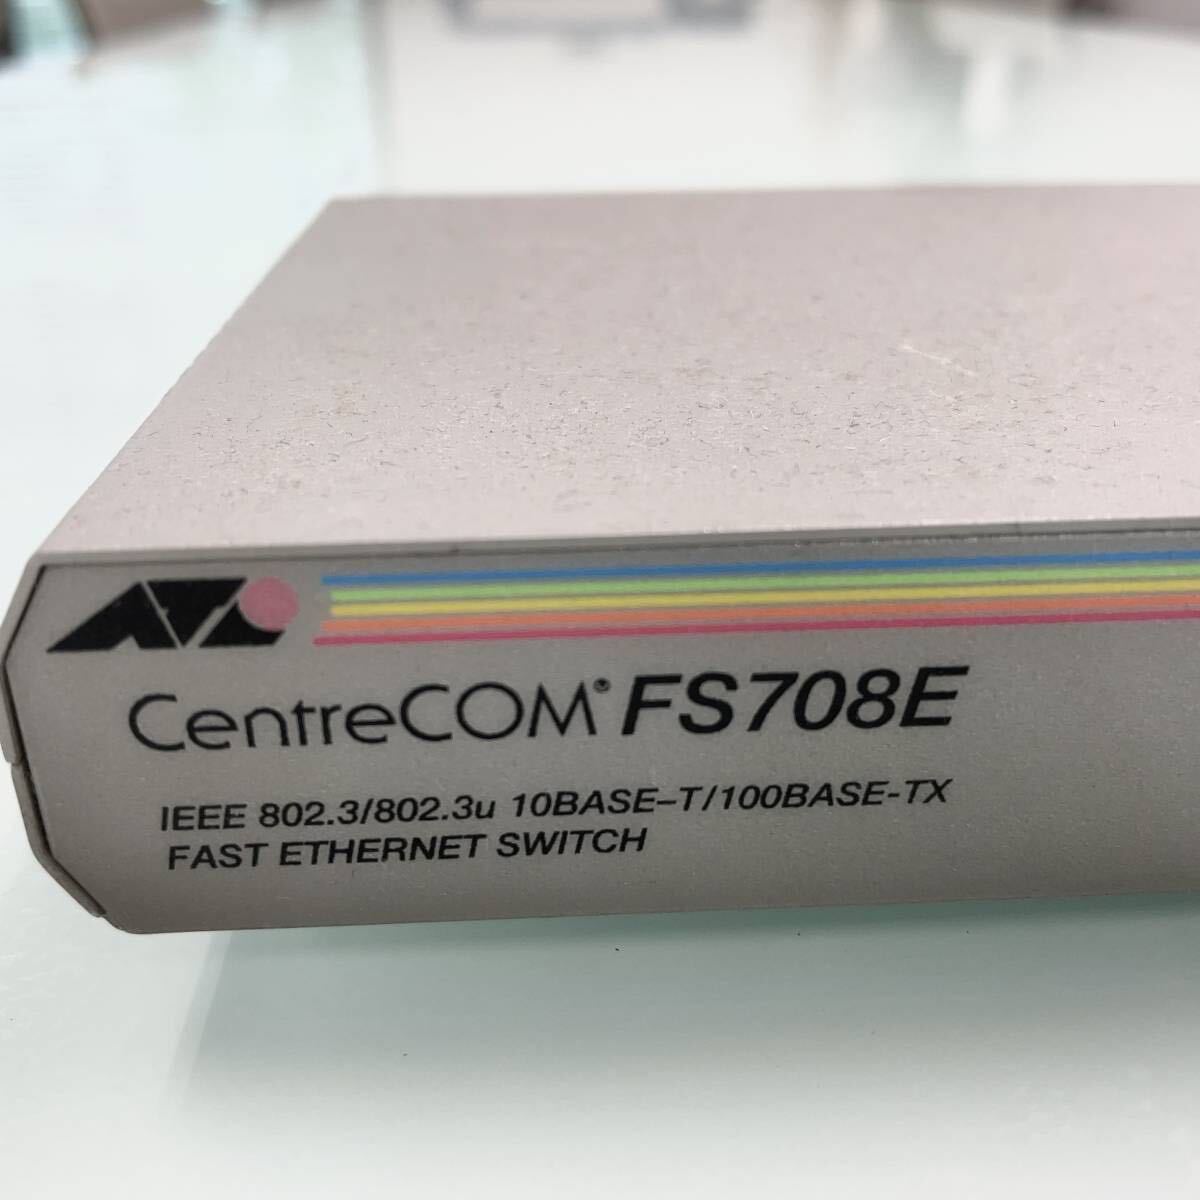 CentreCOM® FS708E
IEEE 802.3/802.3u 10BASE-T/100BASE-TX
FAST ETHERNET SWITCH